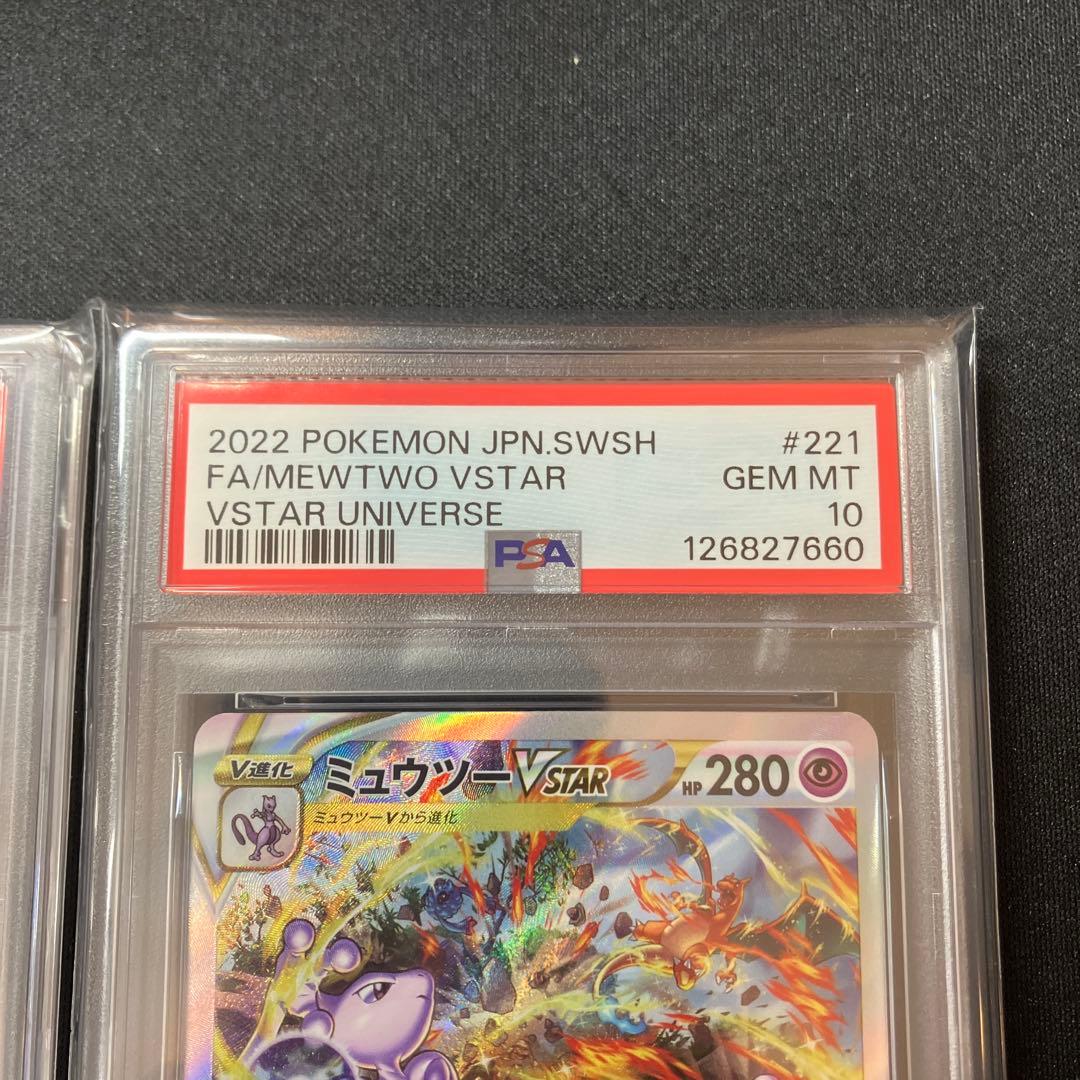 2022 POKEMON JPN.SWSH #221
FA/MEWTWO VSTAR GEM MT
VSTAR UNIVERSE 10
PSA 126827660
V進化 ミュウツーVSTAR HP 280
ミュウツーVから進化